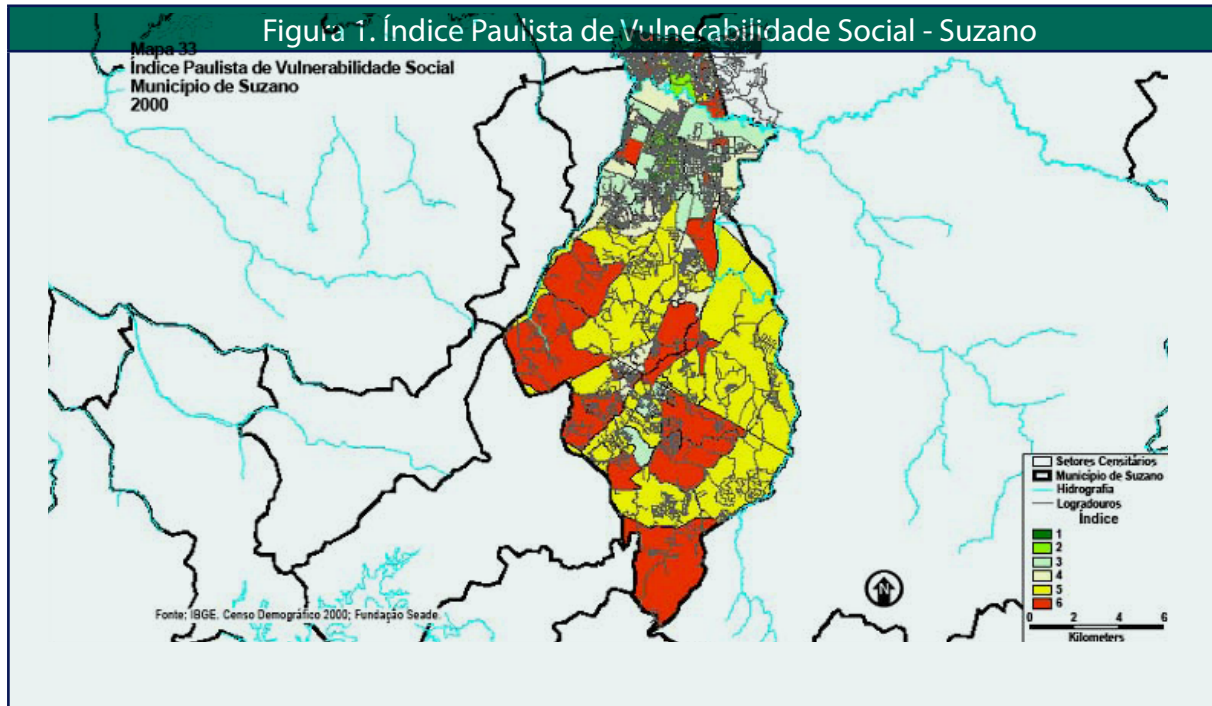 Figura 1. Índice Paulista de Vulnerabilidade Social - Suzano
Mapa 33
Índice Paulista de Vulnerabilidade Social
Município de Suzano
2000
Setores Censitários
Município de Suzano
Hidrografia
Logradouros
Índice
1
2
3
4
5
6
N
0 2 4 6
Kilometers
Fonte: IBGE. Censo Demográfico 2000; Fundação Seade.